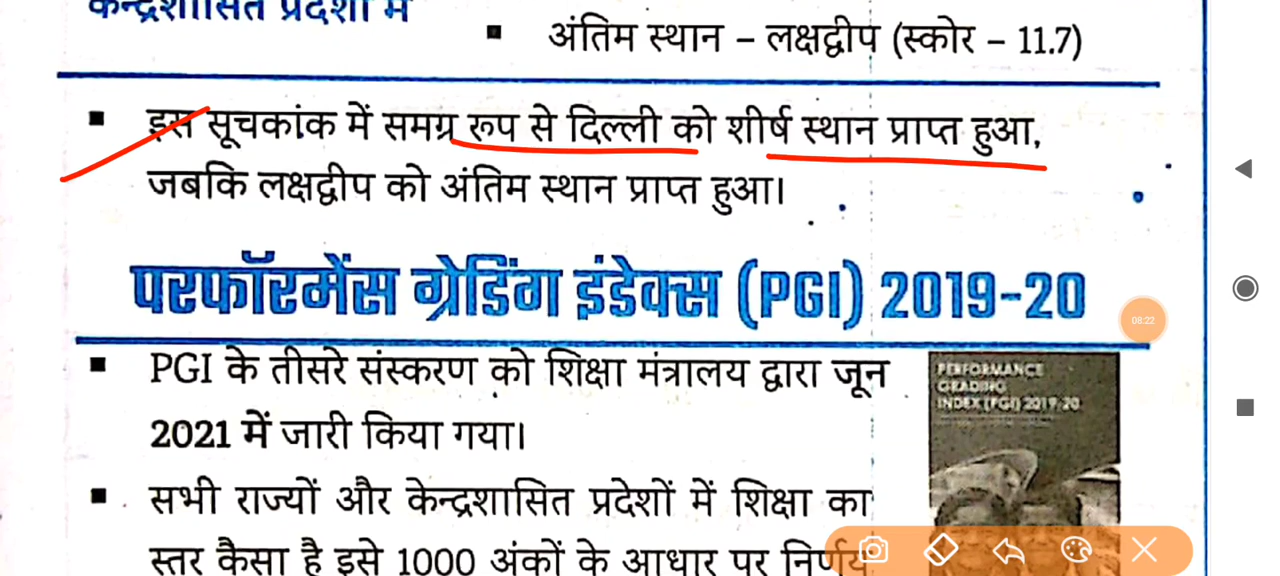 केन्द्रशासित प्रदेशों में
▪ अंतिम स्थान – लक्षद्वीप (स्कोर – 11.7)
▪ इस सूचकांक में समग्र रूप से दिल्ली को शीर्ष स्थान प्राप्त हुआ,
जबकि लक्षद्वीप को अंतिम स्थान प्राप्त हुआ।
परफॉरमेंस ग्रेडिंग इंडेक्स (PGI) 2019-20
08:22
▪ PGI के तीसरे संस्करण को शिक्षा मंत्रालय द्वारा जून
2021 में जारी किया गया।
PERFORMANCE
GRADING
INDEX (PGI) 2019-20
▪ सभी राज्यों और केन्द्रशासित प्रदेशों में शिक्षा का
स्तर कैसा है इसे 1000 अंकों के आधार पर निर्णय